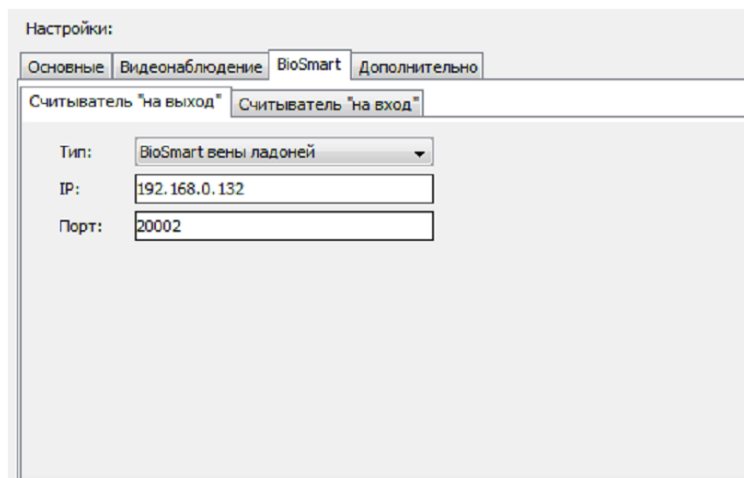 Настройки:
Основные Видеонаблюдение BioSmart Дополнительно
Считыватель "на выход" Считыватель "на вход"
Тип: BioSmart вены ладоней
IP: 192.168.0.132
Порт: 20002